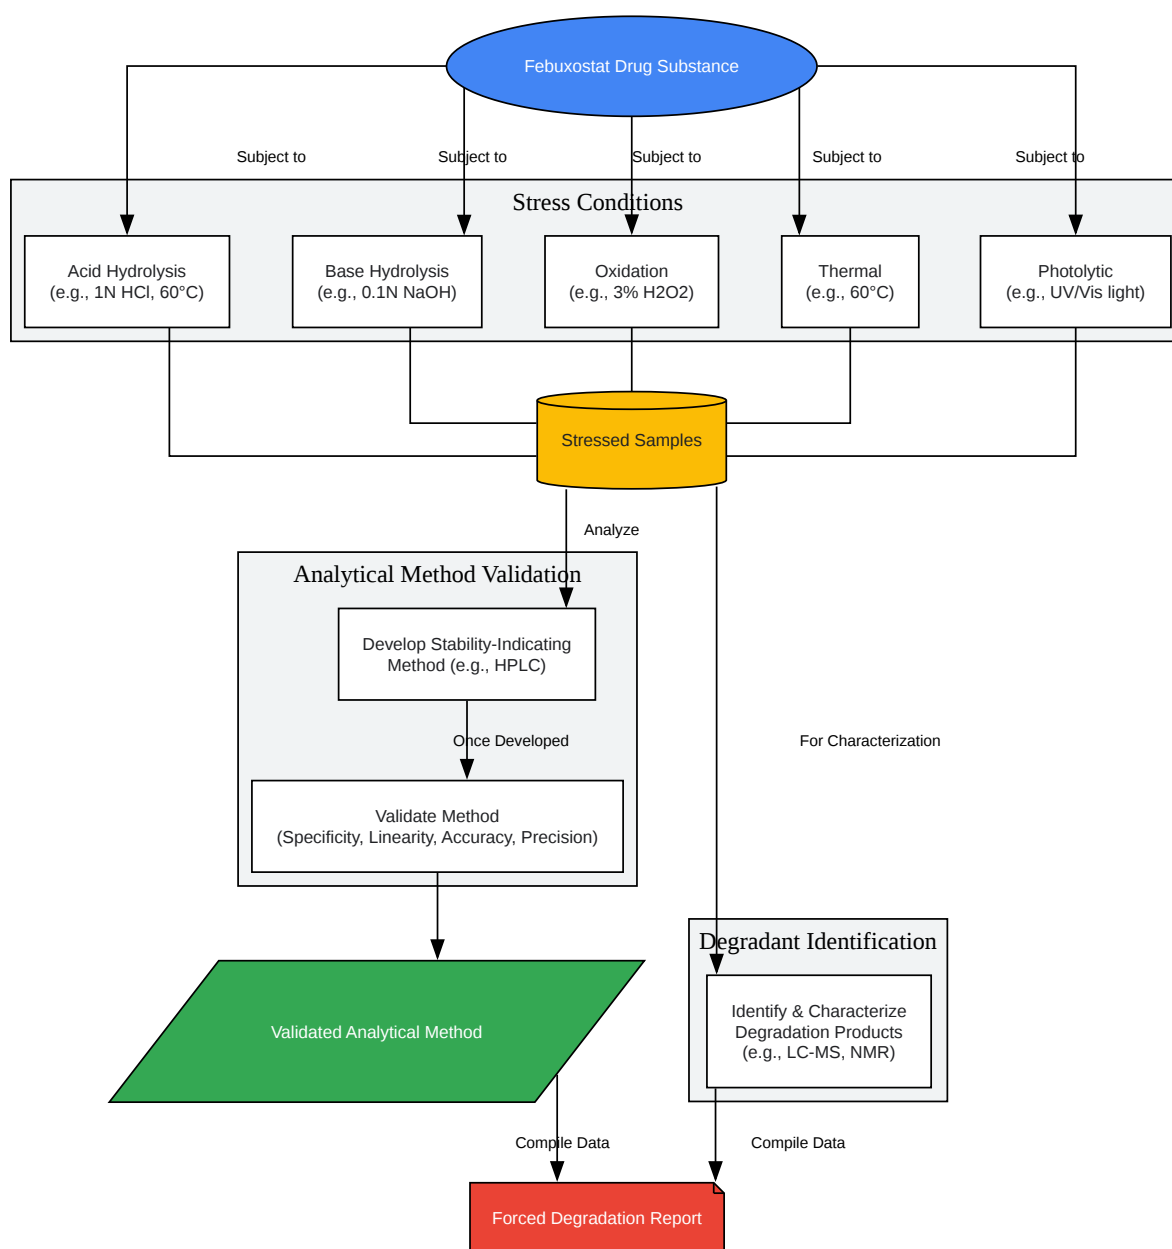 Febuxostat Drug Substance
Subject to
Subject to
Subject to
Subject to
Subject to
Stress Conditions
Acid Hydrolysis
(e.g., 1N HCl, 60°C)
Base Hydrolysis
(e.g., 0.1N NaOH)
Oxidation
(e.g., 3% H2O2)
Thermal
(e.g., 60°C)
Photolytic
(e.g., UV/Vis light)
Stressed Samples
Analyze
Analytical Method Validation
Develop Stability-Indicating
Method (e.g., HPLC)
Once Developed
For Characterization
Validate Method
(Specificity, Linearity, Accuracy, Precision)
Degradant Identification
Identify & Characterize
Degradation Products
(e.g., LC-MS, NMR)
Validated Analytical Method
Compile Data
Compile Data
Forced Degradation Report